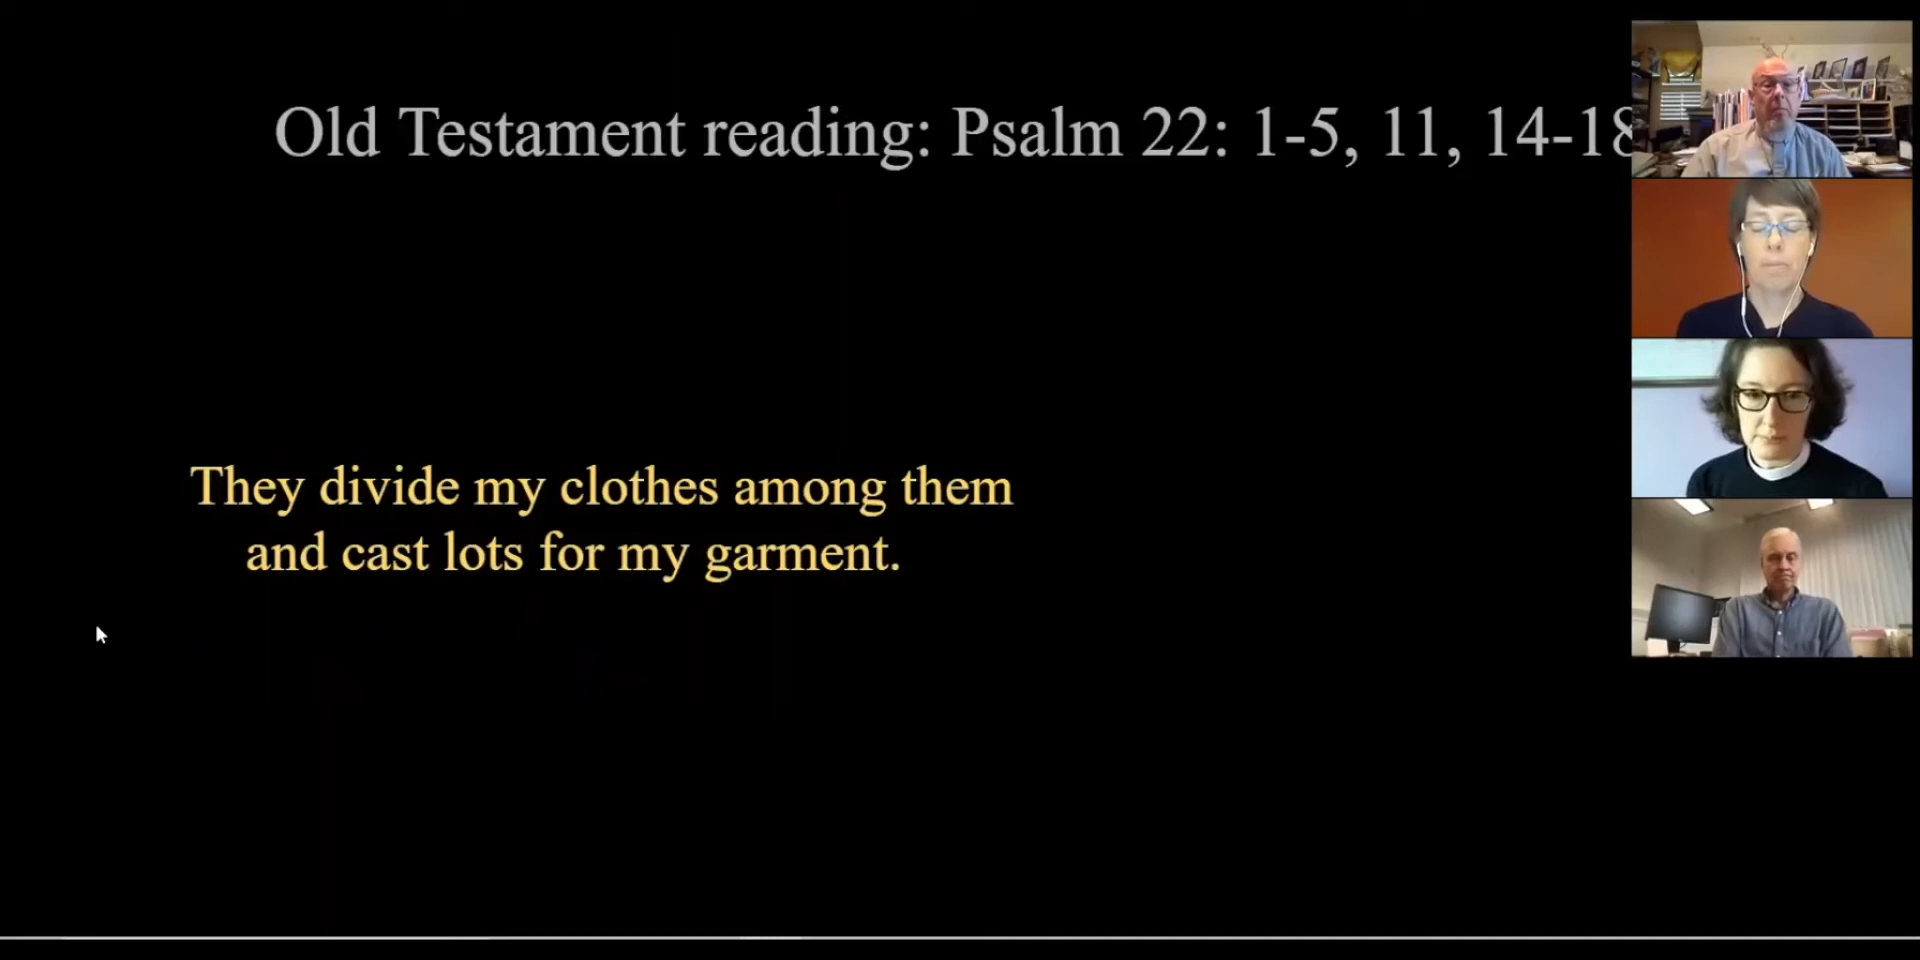 Old Testament reading: Psalm 22: 1-5, 11, 14-18
They divide my clothes among them
and cast lots for my garment.